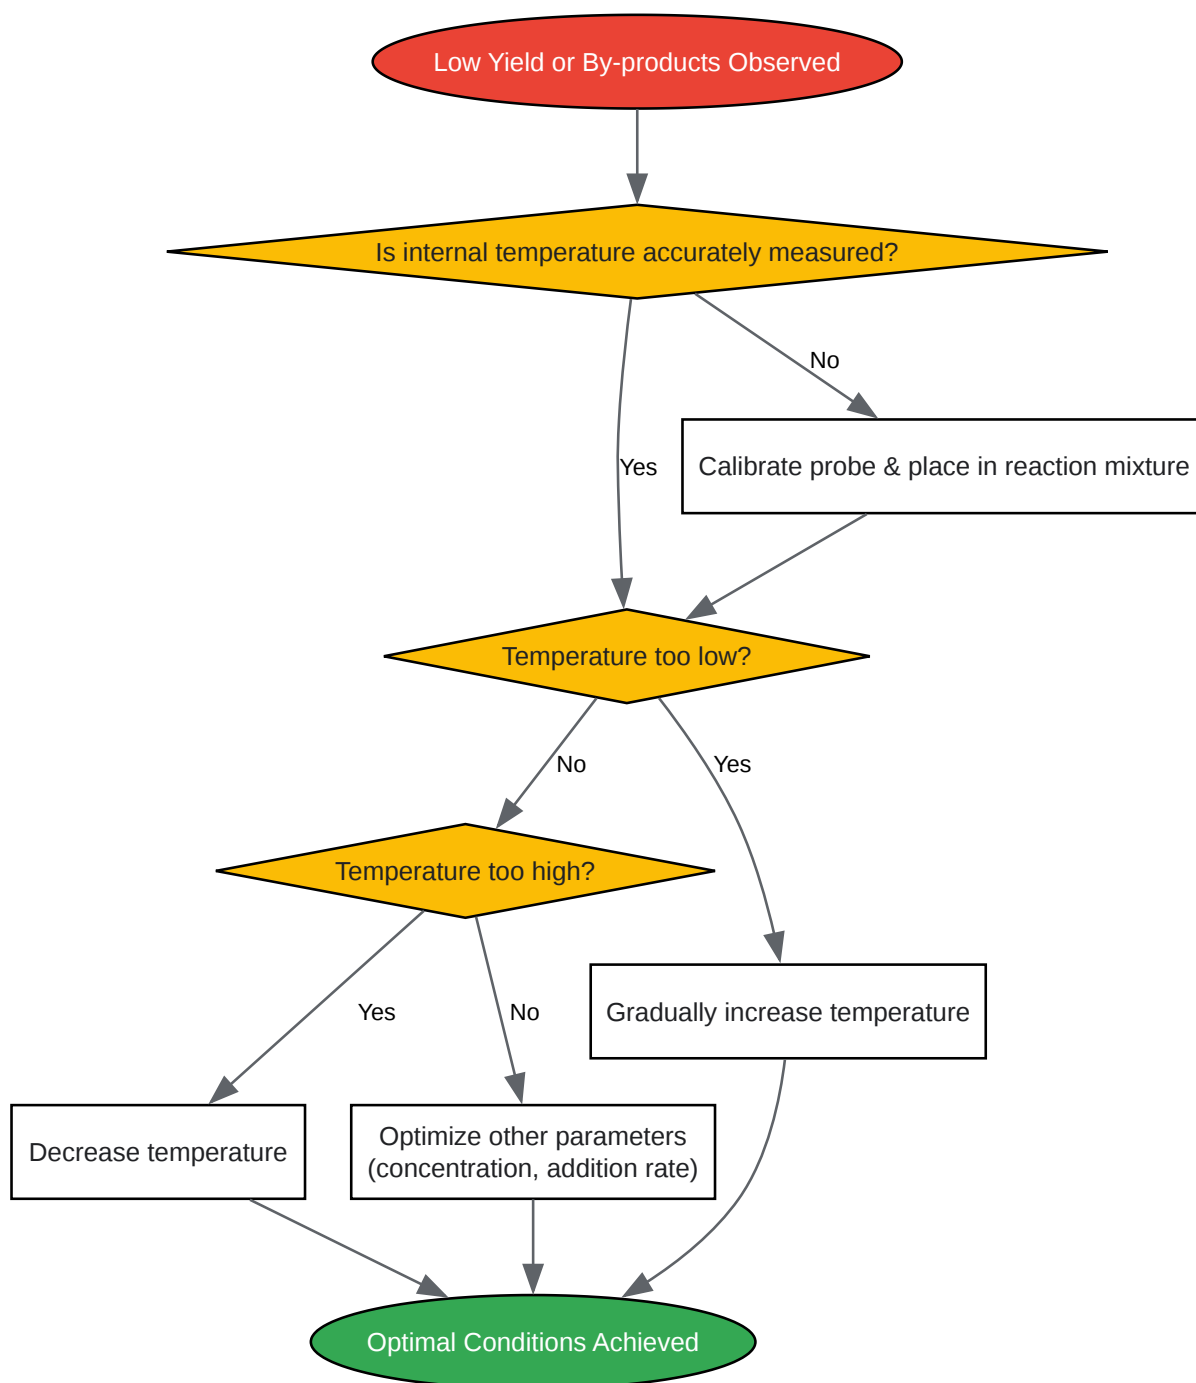 Low Yield or By-products Observed
Is internal temperature accurately measured?
No
Yes
Calibrate probe & place in reaction mixture
Temperature too low?
No
Yes
Temperature too high?
Yes
No
Gradually increase temperature
Decrease temperature
Optimize other parameters
(concentration, addition rate)
Optimal Conditions Achieved